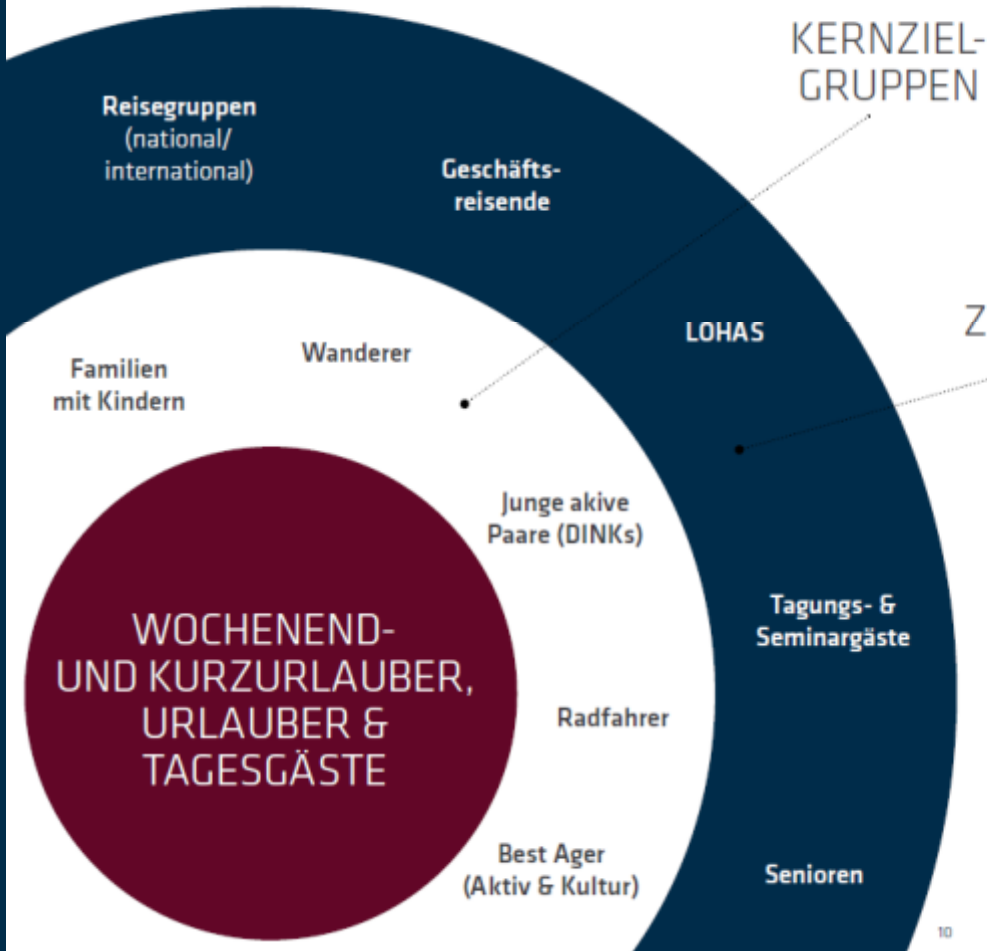 KERNZIEL-
GRUPPEN
Reisegruppen
(national/
international)
Geschäfts-
reisende
LOHAS
Z
Wanderer
Familien
mit Kindern
Junge akive
Paare (DINKs)
WOCHENEND-
UND KURZURLAUBER,
URLAUBER &
TAGESGÄSTE
Tagungs- &
Seminargäste
Radfahrer
Best Ager
(Aktiv & Kultur)
Senioren
10